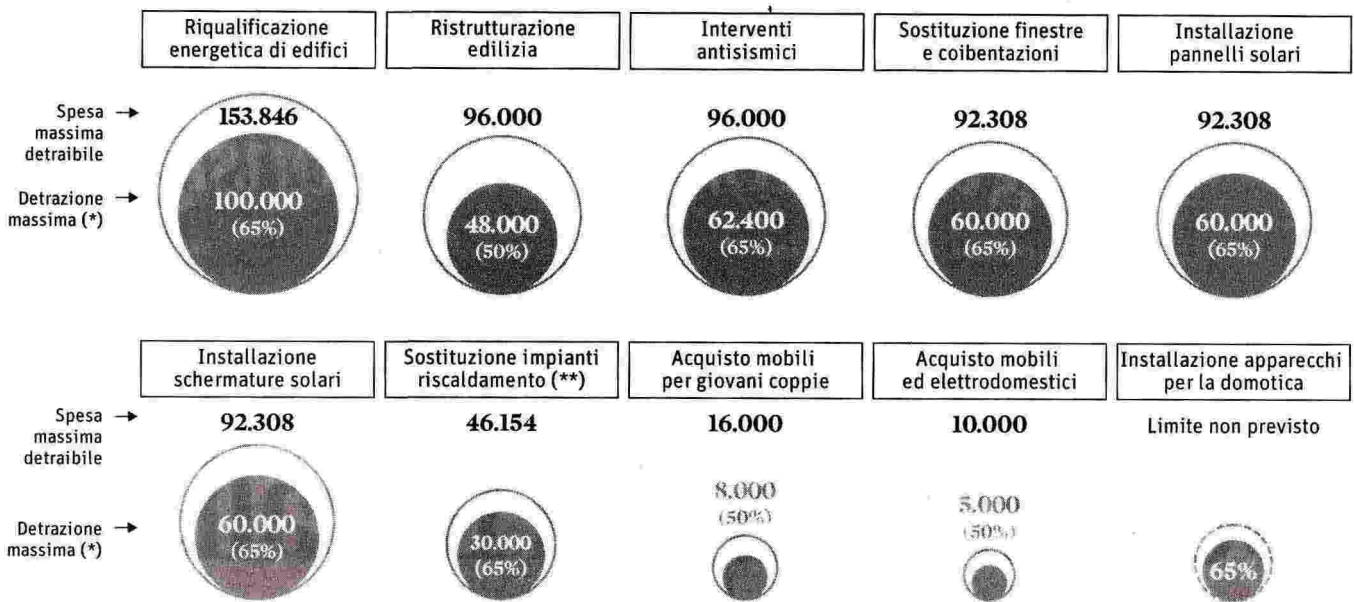 Riqualificazione
energetica di edifici
Ristrutturazione
edilizia
Interventi
antisismici
Sostituzione finestre
e coibentazioni
Installazione
pannelli solari
Spesa →
massima
detraibile
153.846
96.000
96.000
92.308
92.308
Detrazione →
massima (*)
100.000
(65%)
48.000
(50%)
62.400
(65%)
60.000
(65%)
60.000
(65%)
Installazione
schermature solari
Sostituzione impianti
riscaldamento (**)
Acquisto mobili
per giovani coppie
Acquisto mobili
ed elettrodomestici
Installazione apparecchi
per la domotica
Spesa →
massima
detraibile
92.308
46.154
16.000
10.000
Limite non previsto
Detrazione →
massima (*)
60.000
(65%)
30.000
(65%)
8.000
(50%)
5.000
(50%)
65%